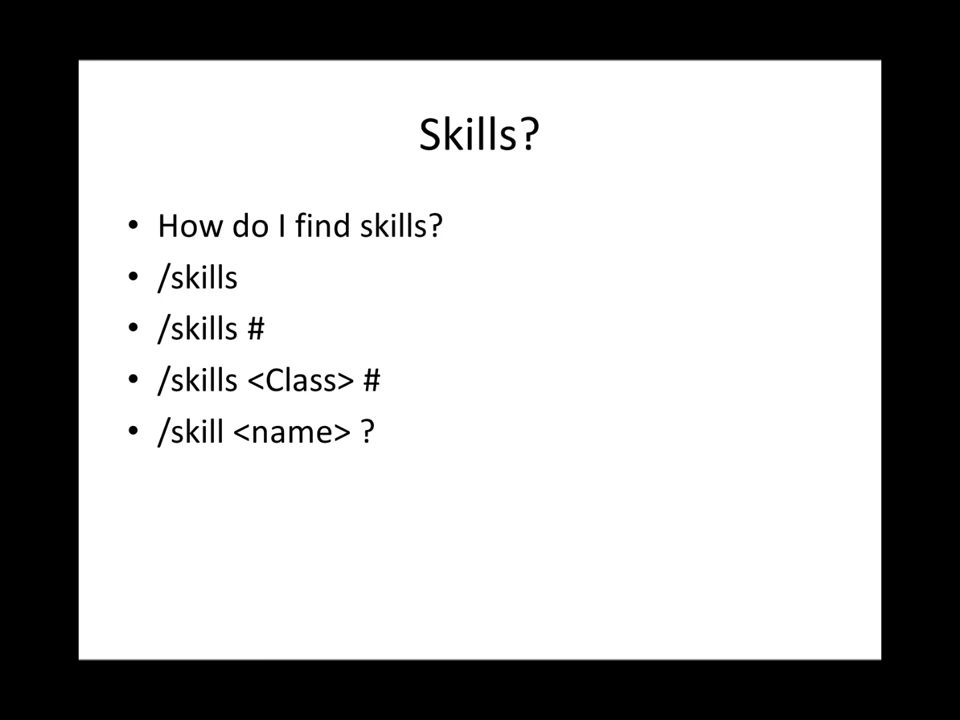 Skills?
• How do I find skills?
• /skills
• /skills #
• /skills <Class> #
• /skill <name> ?